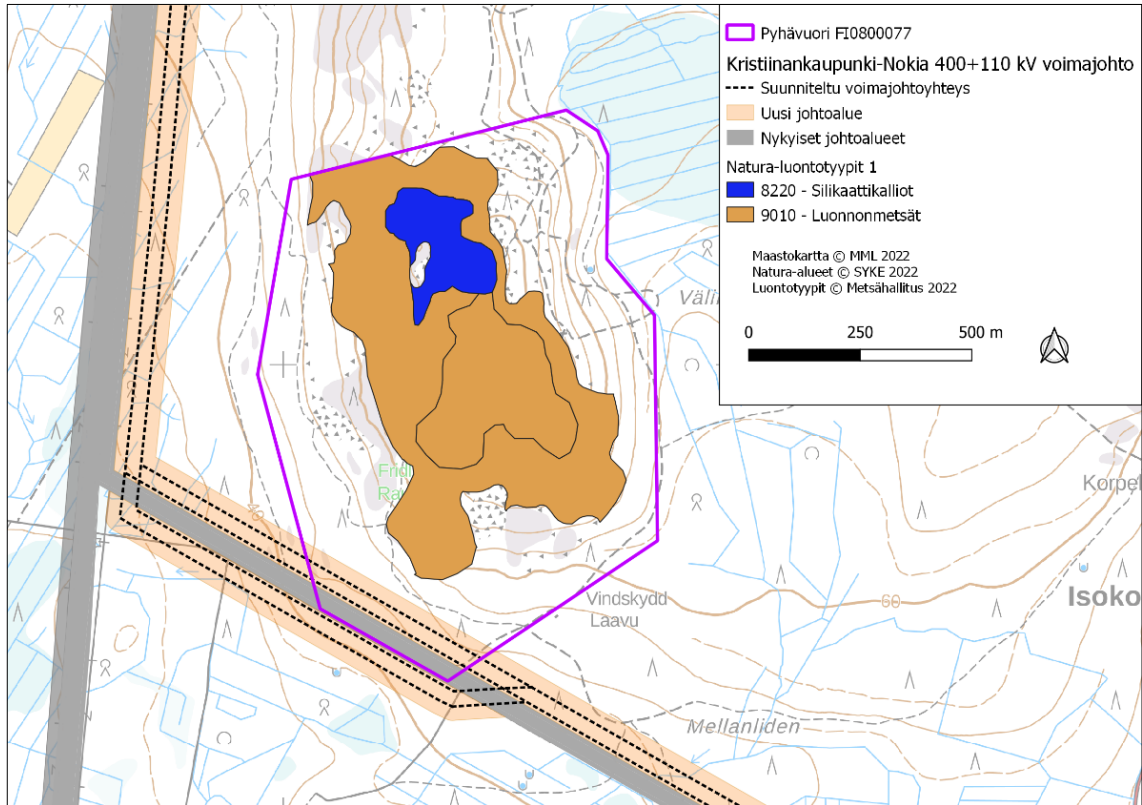 Pyhävuori FI0800077
Kristiinankaupunki-Nokia 400+110 kV voimajohto
Suunniteltu voimajohtoyhteys
Uusi johtoalue
Nykyiset johtoalueet
Natura-luontotyypit 1
8220 - Silikaattikalliot
9010 - Luonnonmetsät
Maastokartta © MML 2022
Natura-alueet © SYKE 2022
Luontotyypit © Metsähallitus 2022
0 250 500 m
Väli
Korpel
Isoko
60
Vindskydd
Laavu
Mellanliden